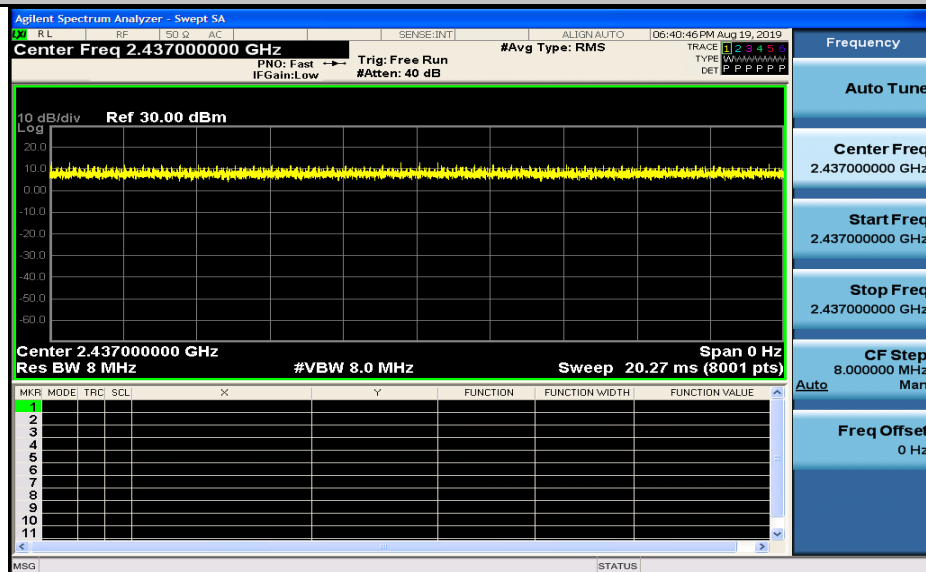 Agilent Spectrum Analyzer - Swept SA
LXI RL RF 50 Ω AC SENSE:INT ALIGN AUTO 06:40:46 PM Aug 19, 2019
Center Freq 2.437000000 GHz
PNO: Fast
IFGain:Low
Trig: Free Run
#Atten: 40 dB
#Avg Type: RMS
TRACE 1 2 3 4 5 6
TYPE WWWWWW
DET P P P P P P
10 dB/div Ref 30.00 dBm
Log
20.0
10.0
0.00
-10.0
-20.0
-30.0
-40.0
-50.0
-60.0
Center 2.437000000 GHz Span 0 Hz
Res BW 8 MHz #VBW 8.0 MHz Sweep 20.27 ms (8001 pts)
MKR MODE TRC SCL X Y FUNCTION FUNCTION WIDTH FUNCTION VALUE
1
2
3
4
5
6
7
8
9
10
11
MSG STATUS
Frequency
Auto Tune
Center Freq
2.437000000 GHz
Start Freq
2.437000000 GHz
Stop Freq
2.437000000 GHz
CF Step
8.000000 MHz
Auto Man
Freq Offset
0 Hz